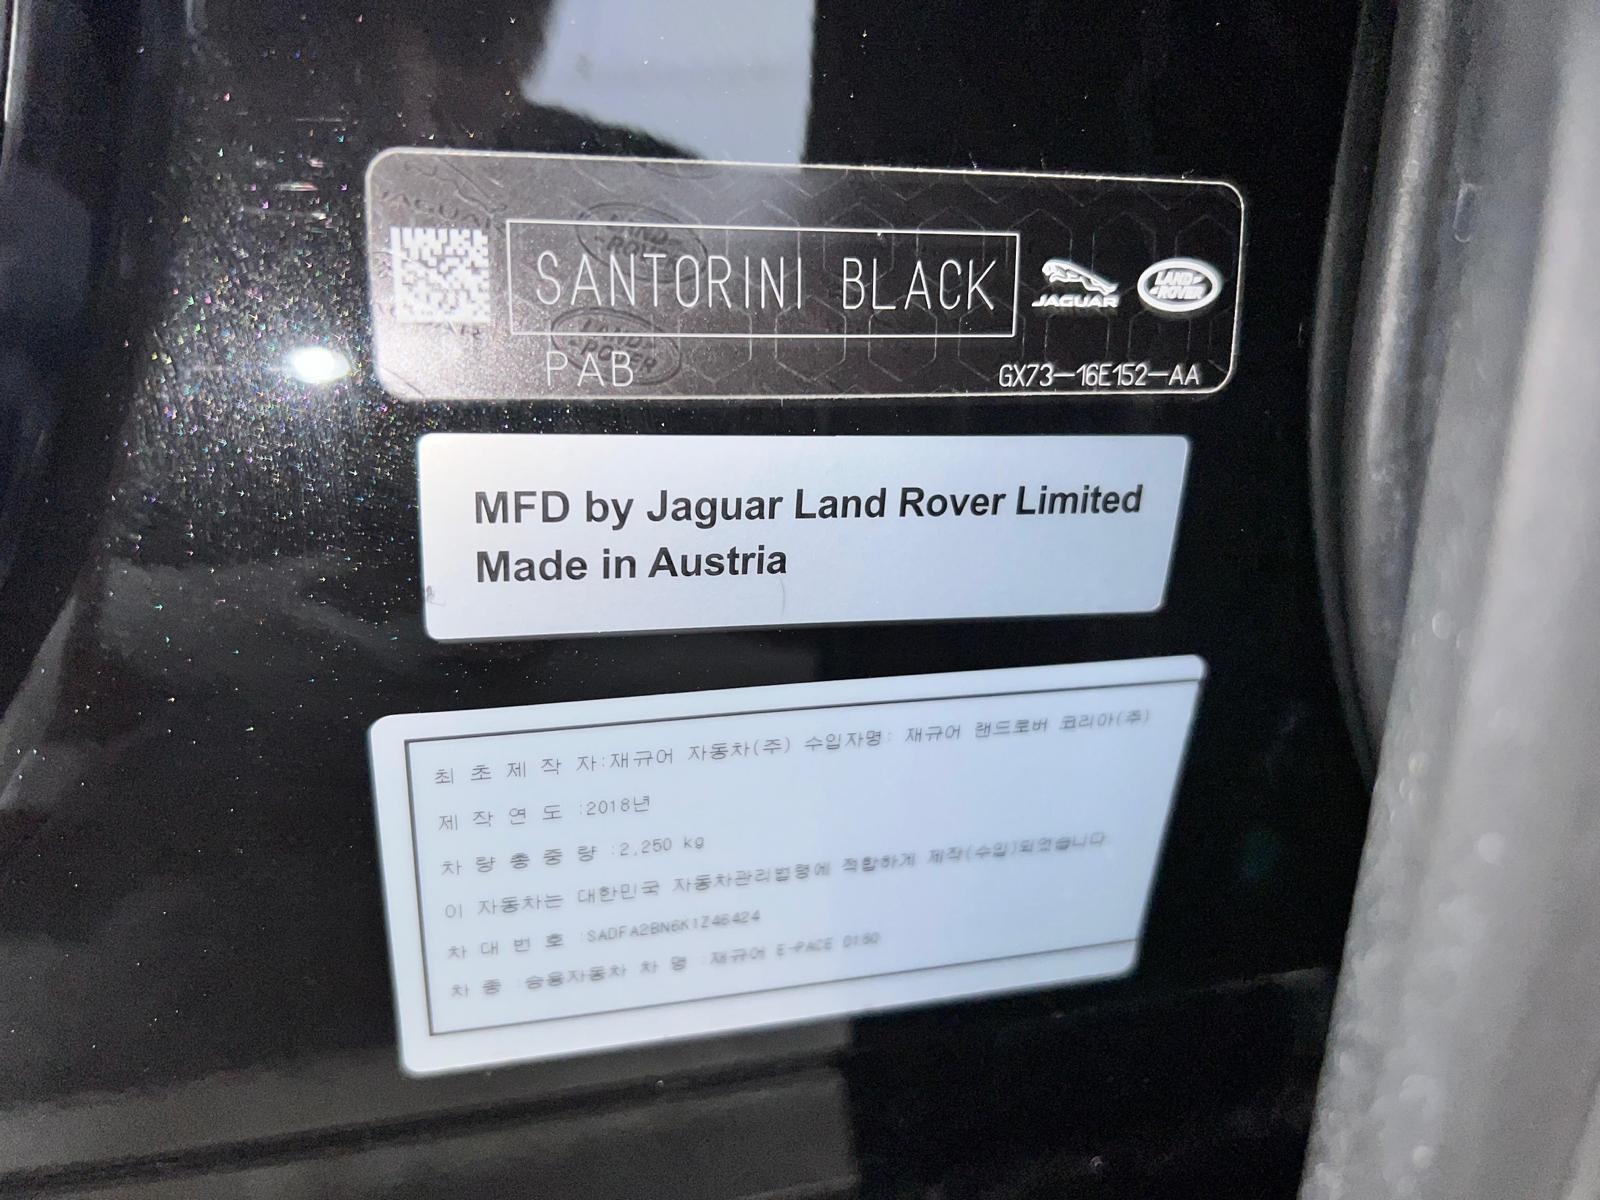 SANTORINI BLACK
JAGUAR
LAND
ROVER
PAB
GX73-16E152-AA
MFD by Jaguar Land Rover Limited
Made in Austria
최 초 제 작 자:재규어 자동차(주) 수입자명: 재규어 랜드로버 코리아(주)
제 작 연 도 :2018년
차 량 총 중 량 :2,250 kg
이 자동차는 대한민국 자동차관리법령에 적합하게 제작(수입)되었습니다.
차 대 번 호 :SADFA2BN6K1Z46424
차 종 :승용자동차 차 명 :재규어 E-PACE D180